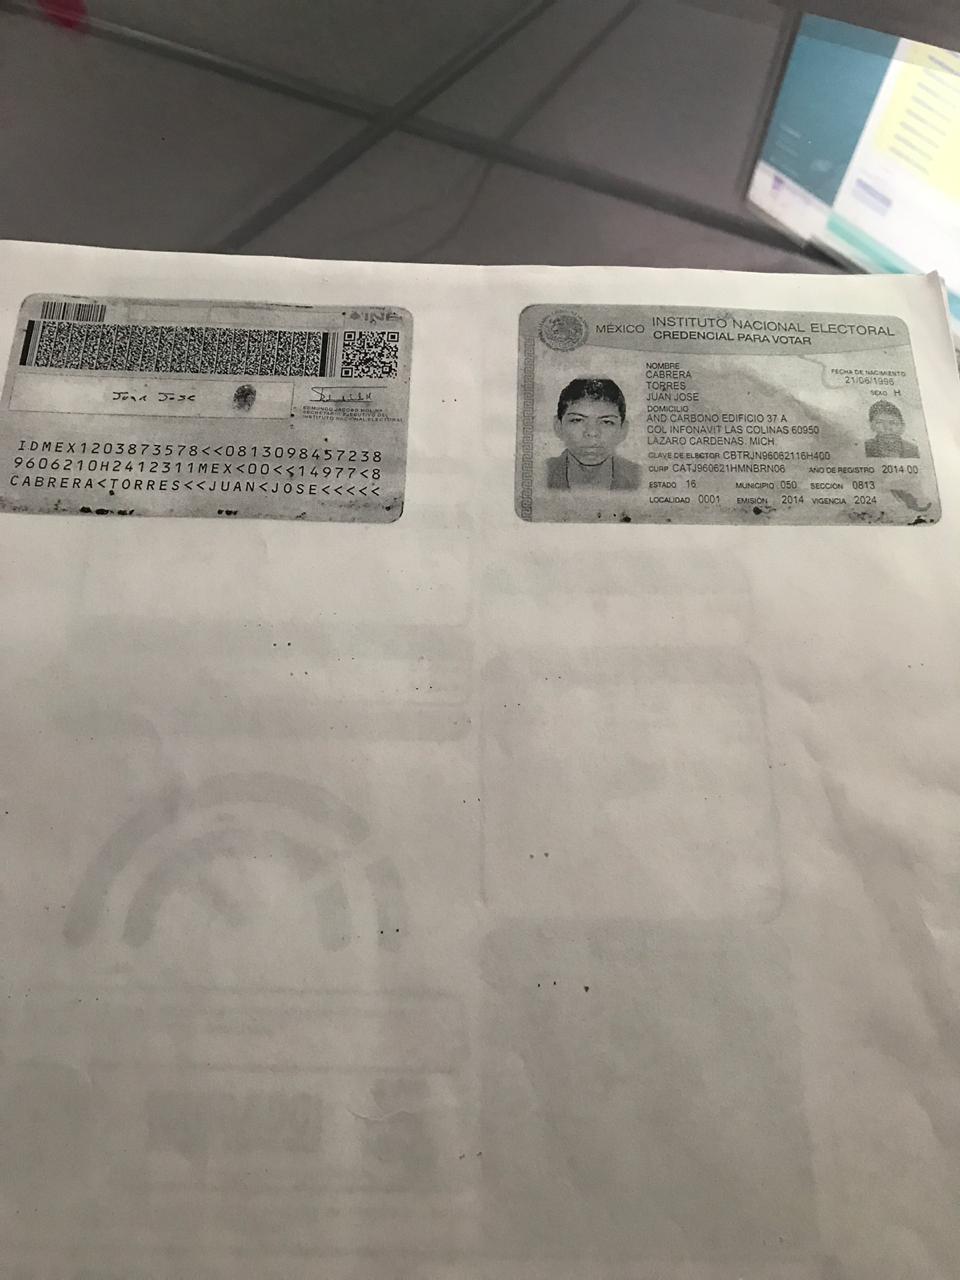 INE
Juan Jose
EDMUNDO JACOBO MOLINA
SECRETARIO EJECUTIVO DEL
INSTITUTO NACIONAL ELECTORAL
IDMEX1203873578<<0813098457238
9606210H2412311MEX<00<<14977<8
CABRERA<TORRES<<JUAN<JOSE<<<<<
MÉXICO INSTITUTO NACIONAL ELECTORAL
CREDENCIAL PARA VOTAR
NOMBRE
CABRERA
TORRES
JUAN JOSE
FECHA DE NACIMIENTO
21/06/1996
SEXO H
DOMICILIO
AND CARBONO EDIFICIO 37 A
COL INFONAVIT LAS COLINAS 60950
LAZARO CARDENAS, MICH.
CLAVE DE ELECTOR CBTRJN96062116H400
CURP CATJ960621HMNBRN06 AÑO DE REGISTRO 2014 00
ESTADO 16 MUNICIPIO 050 SECCIÓN 0813
LOCALIDAD 0001 EMISIÓN 2014 VIGENCIA 2024